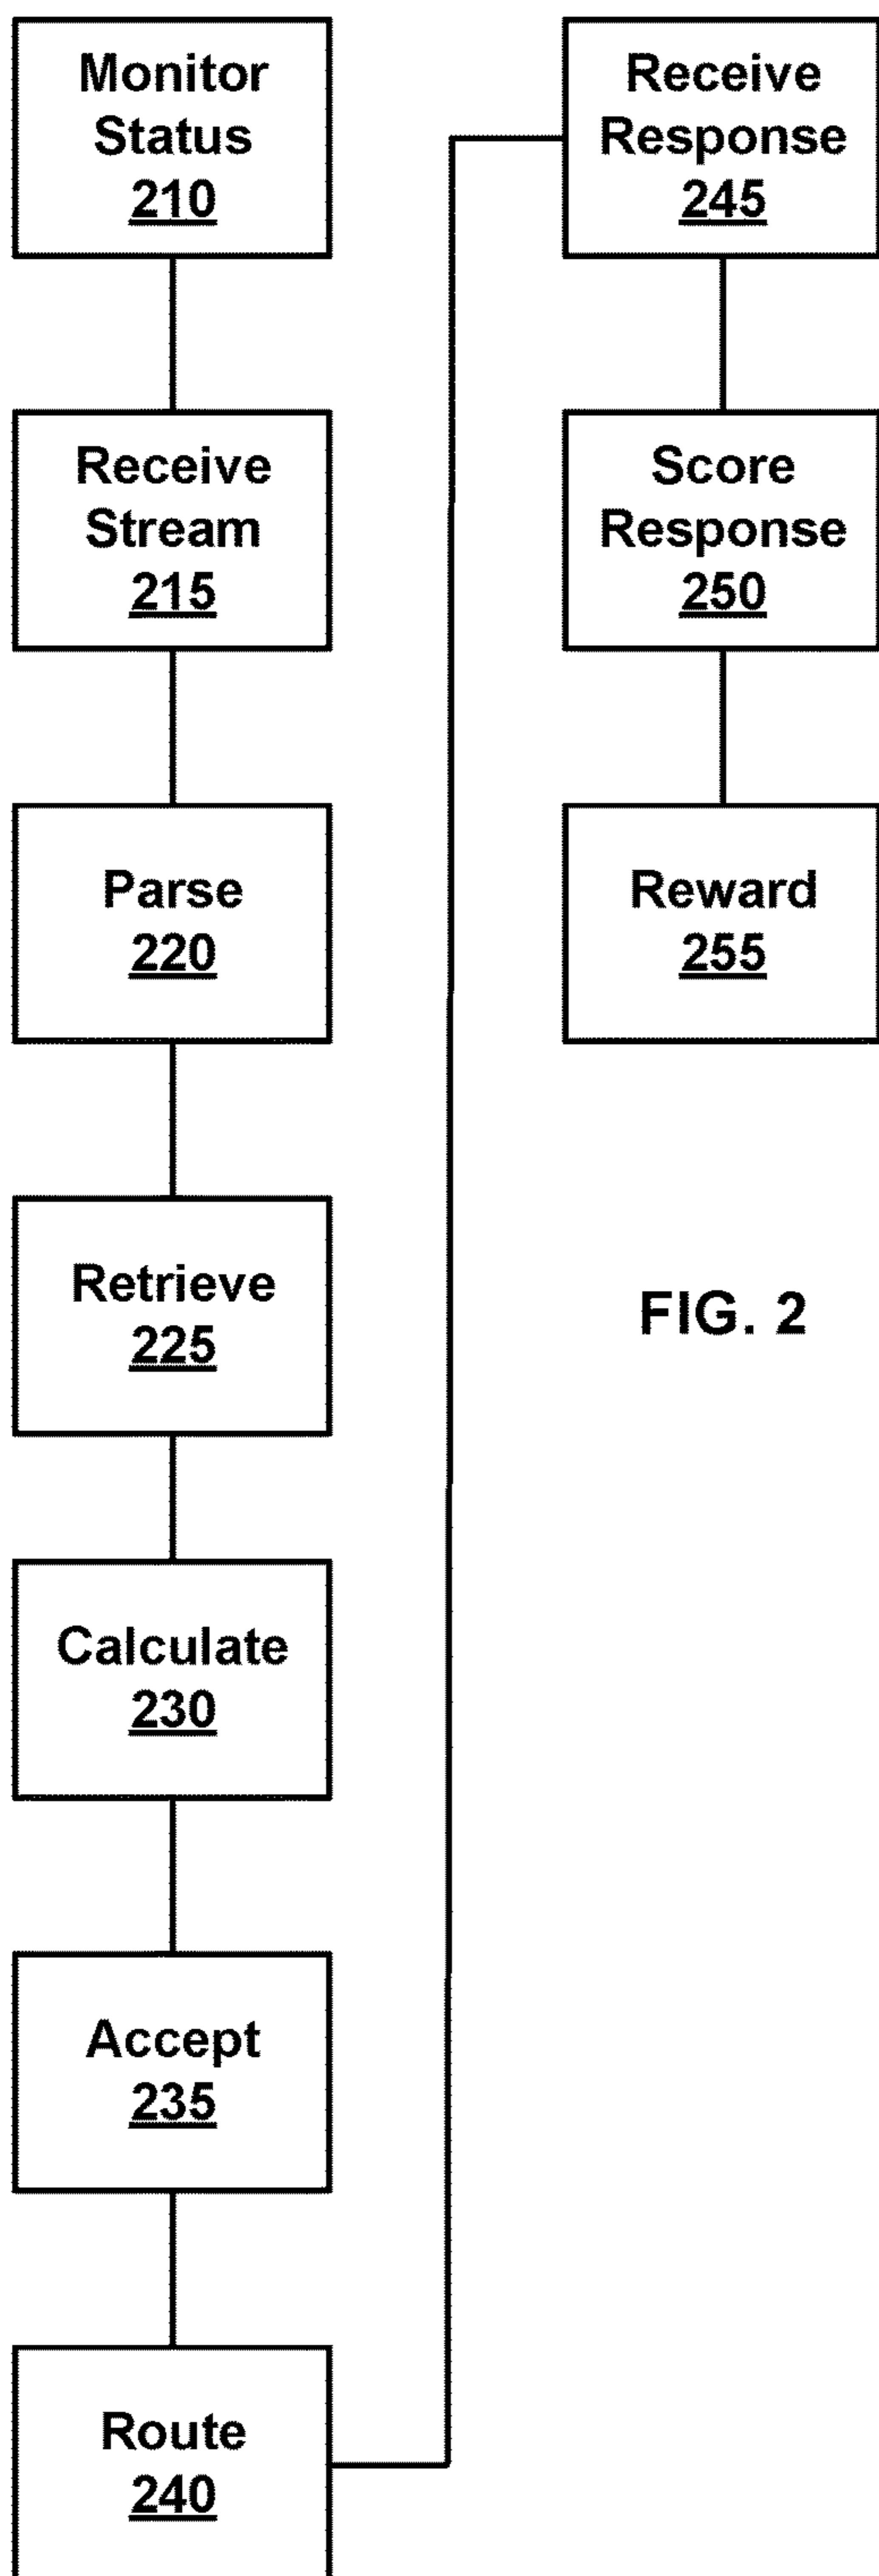 Monitor
Status
210
Receive
Stream
215
Parse
220
Retrieve
225
Calculate
230
Accept
235
Route
240
Receive
Response
245
Score
Response
250
Reward
255
FIG. 2